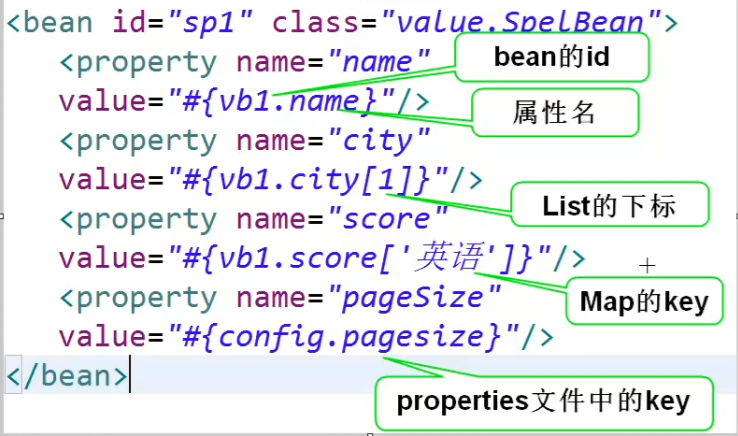 <bean id="sp1" class="value.SpelBean">
<property name="name"
bean的id
value="#{vb1.name}"/>
属性名
<property name="city"
value="#{vb1.city[1]}"/>
List的下标
<property name="score"
value="#{vb1.score['英语']}"/>
Map的key
<property name="pageSize"
value="#{config.pagesize}"/>
</bean>
properties文件中的key